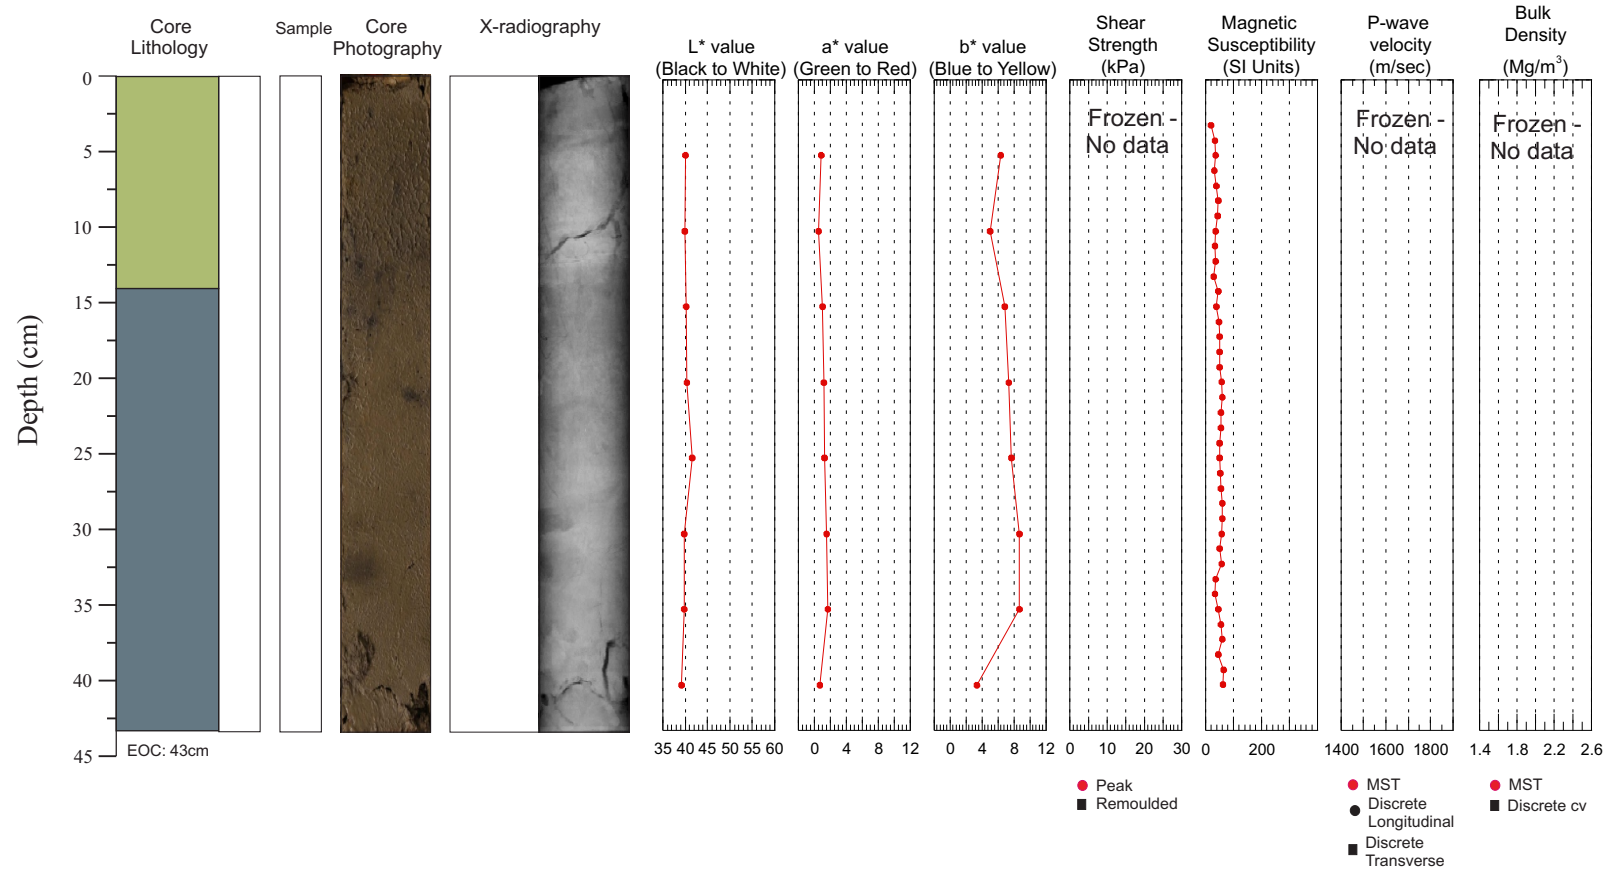 Core
Lithology
Sample
Core
Photography
X-radiography
L* value
(Black to White)
a* value
(Green to Red)
b* value
(Blue to Yellow)
Shear
Strength
(kPa)
Magnetic
Susceptibility
(SI Units)
P-wave
velocity
(m/sec)
Bulk
Density
(Mg/m³)
Depth (cm)
0
5
10
15
20
25
30
35
40
45
EOC: 43cm
Frozen -
No data
Frozen -
No data
Frozen -
No data
35 40 45 50 55 60
0 4 8 12
0 4 8 12
0 10 20 30
0 200
1400 1600 1800
1.4 1.8 2.2 2.6
Peak
Remoulded
MST
Discrete
Longitudinal
Discrete
Transverse
MST
Discrete cv